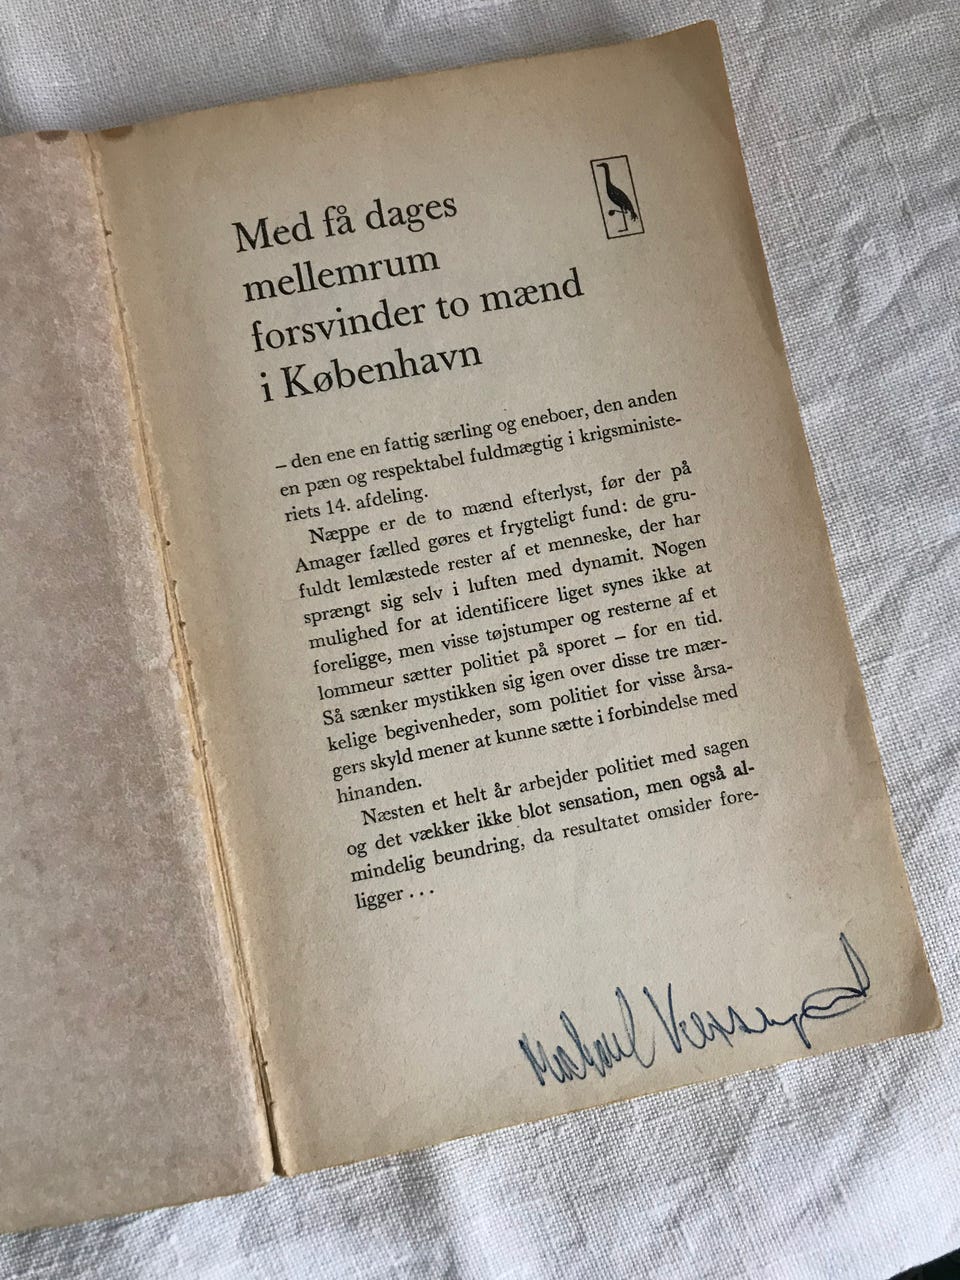 Med få dages
mellemrum
forsvinder to mænd
i København
– den ene en fattig særling og eneboer, den anden
en pæn og respektabel fuldmægtig i krigsministe-
riets 14. afdeling.
Næppe er de to mænd efterlyst, før der på
Amager fælled gøres et frygteligt fund: de gru-
fuldt lemlæstede rester af et menneske, der har
sprængt sig selv i luften med dynamit. Nogen
mulighed for at identificere liget synes ikke at
foreligge, men visse tøjstumper og resterne af et
lommeur sætter politiet på sporet – for en tid.
Så sænker mystikken sig igen over disse tre mær-
kelige begivenheder, som politiet for visse årsa-
gers skyld mener at kunne sætte i forbindelse med
hinanden.
Næsten et helt år arbejder politiet med sagen
og det vækker ikke blot sensation, men også al-
mindelig beundring, da resultatet omsider fore-
ligger . . .
Michael